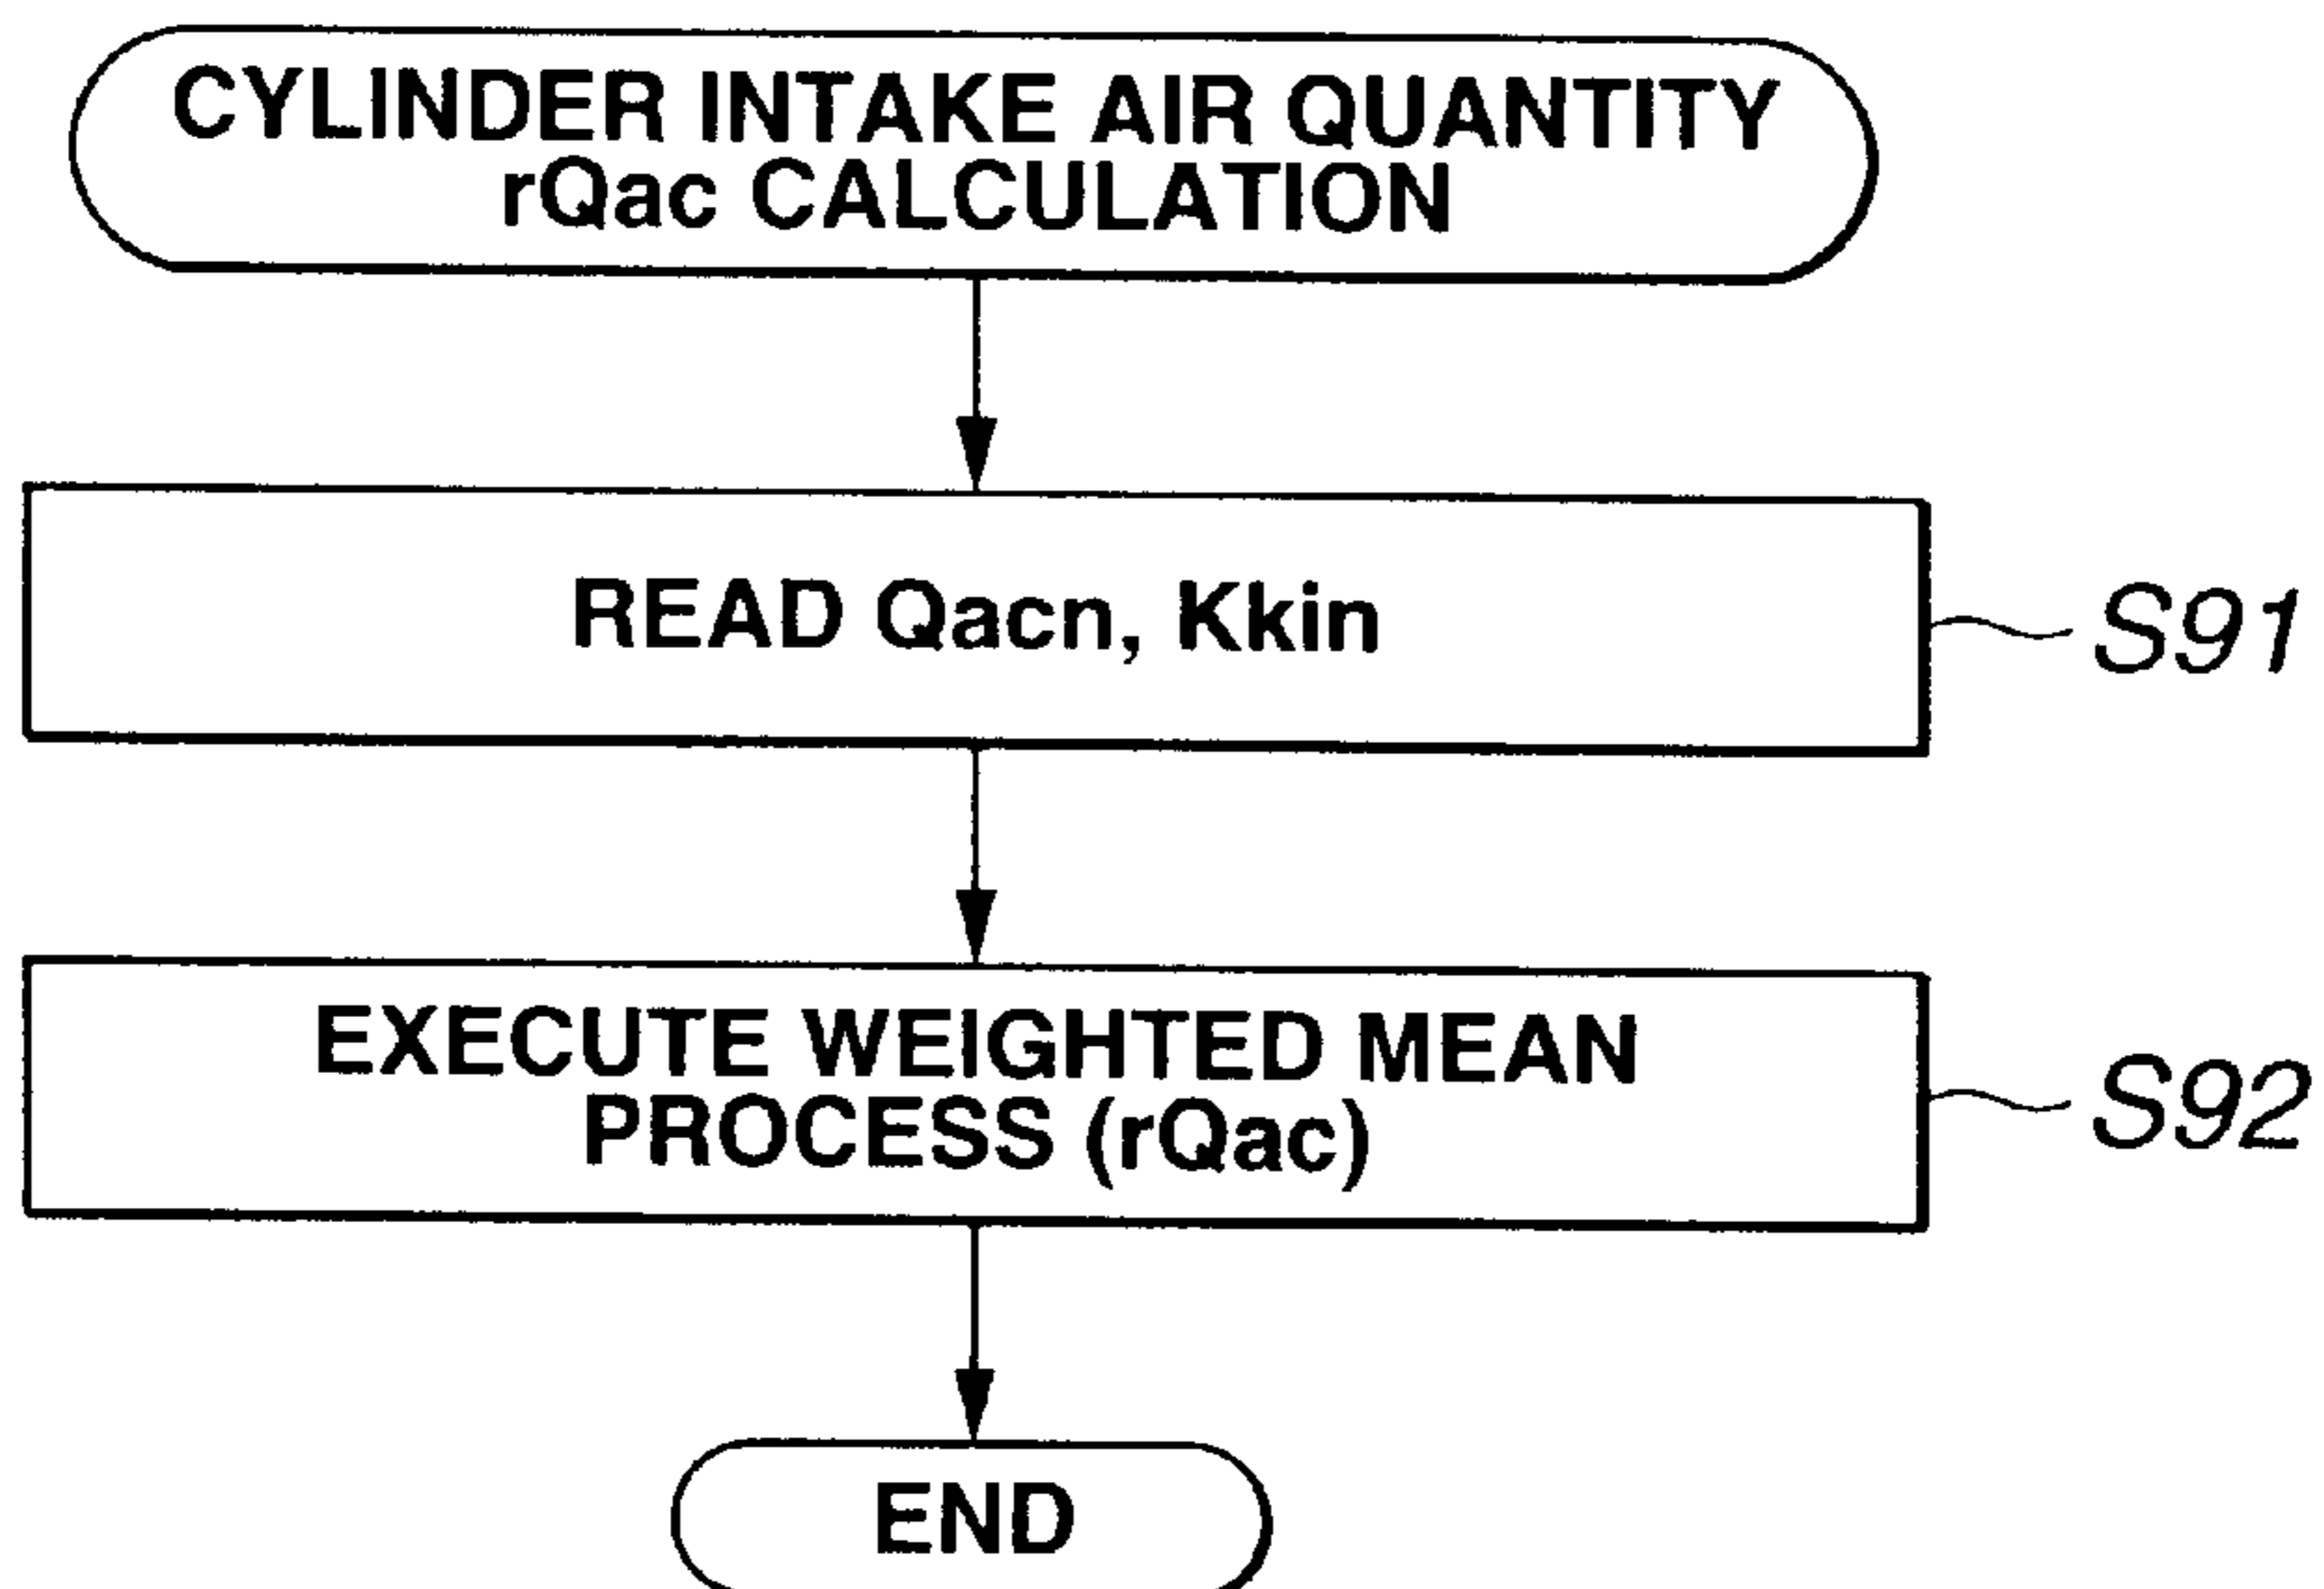 CYLINDER INTAKE AIR QUANTITY
rQac CALCULATION
READ Qacn, Kkin
S91
EXECUTE WEIGHTED MEAN
PROCESS (rQac)
S92
END